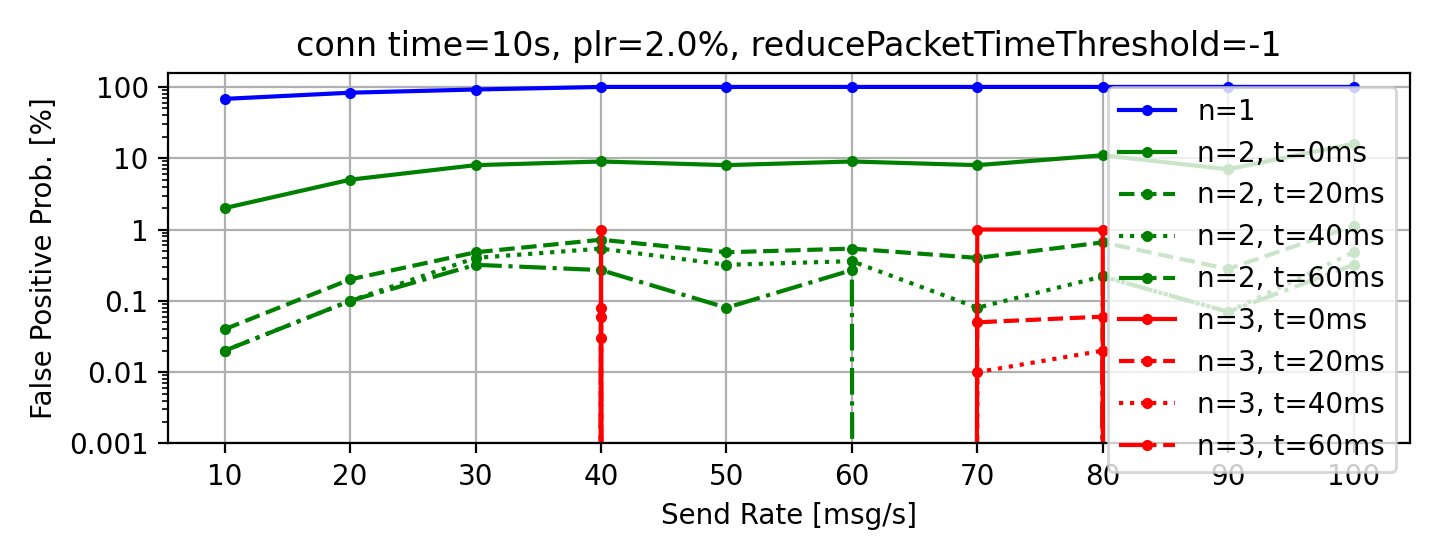 conn time=10s, plr=2.0%, reducePacketTimeThreshold=-1
False Positive Prob. [%]
100
10
1
0.1
0.01
0.001
n=1
n=2, t=0ms
n=2, t=20ms
n=2, t=40ms
n=2, t=60ms
n=3, t=0ms
n=3, t=20ms
n=3, t=40ms
n=3, t=60ms
10 20 30 40 50 60 70 80 90 100
Send Rate [msg/s]